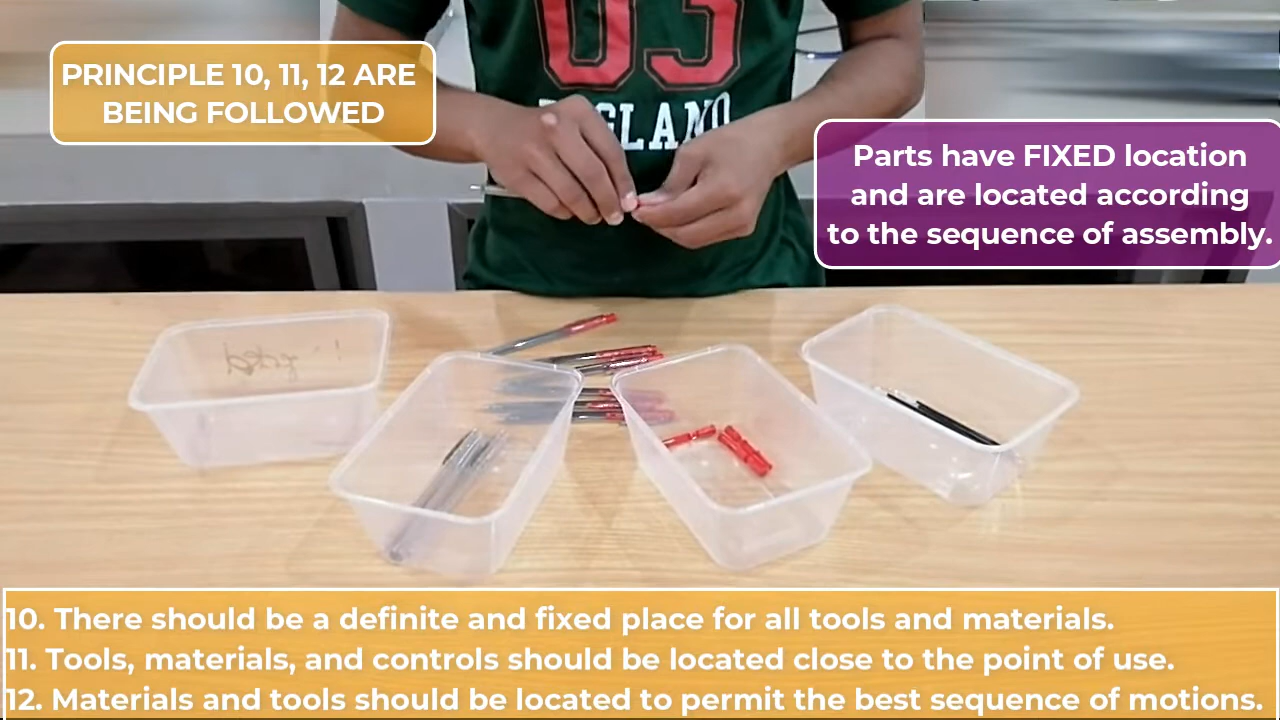 PRINCIPLE 10, 11, 12 ARE
BEING FOLLOWED
03
Parts have FIXED location
and are located according
to the sequence of assembly.
10. There should be a definite and fixed place for all tools and materials.
11. Tools, materials, and controls should be located close to the point of use.
12. Materials and tools should be located to permit the best sequence of motions.